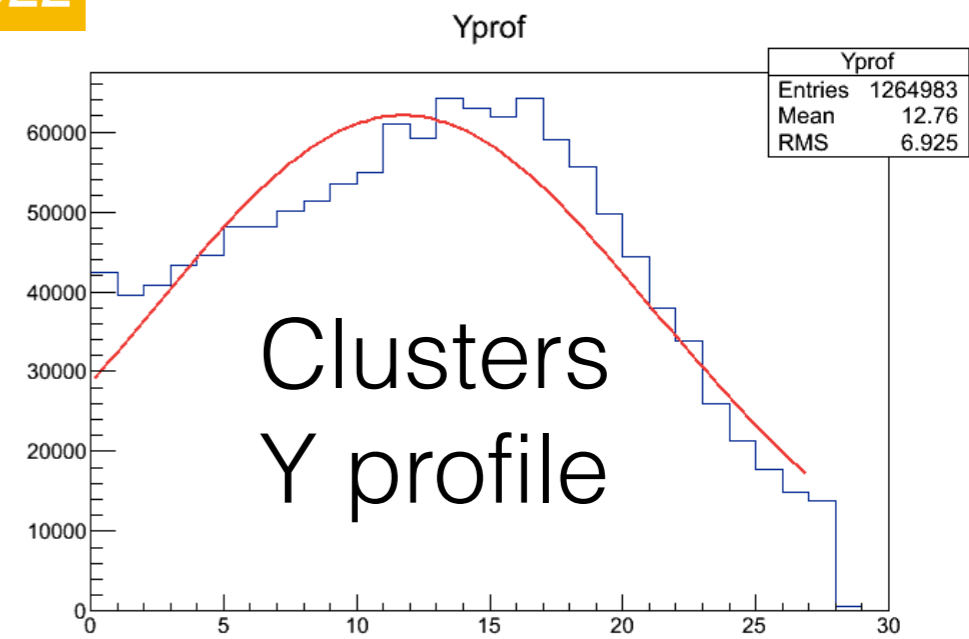 Yprof
Yprof
Entries 1264983
Mean 12.76
RMS 6.925
60000
50000
40000
30000
20000
10000
0
Clusters
Y profile
0 5 10 15 20 25 30